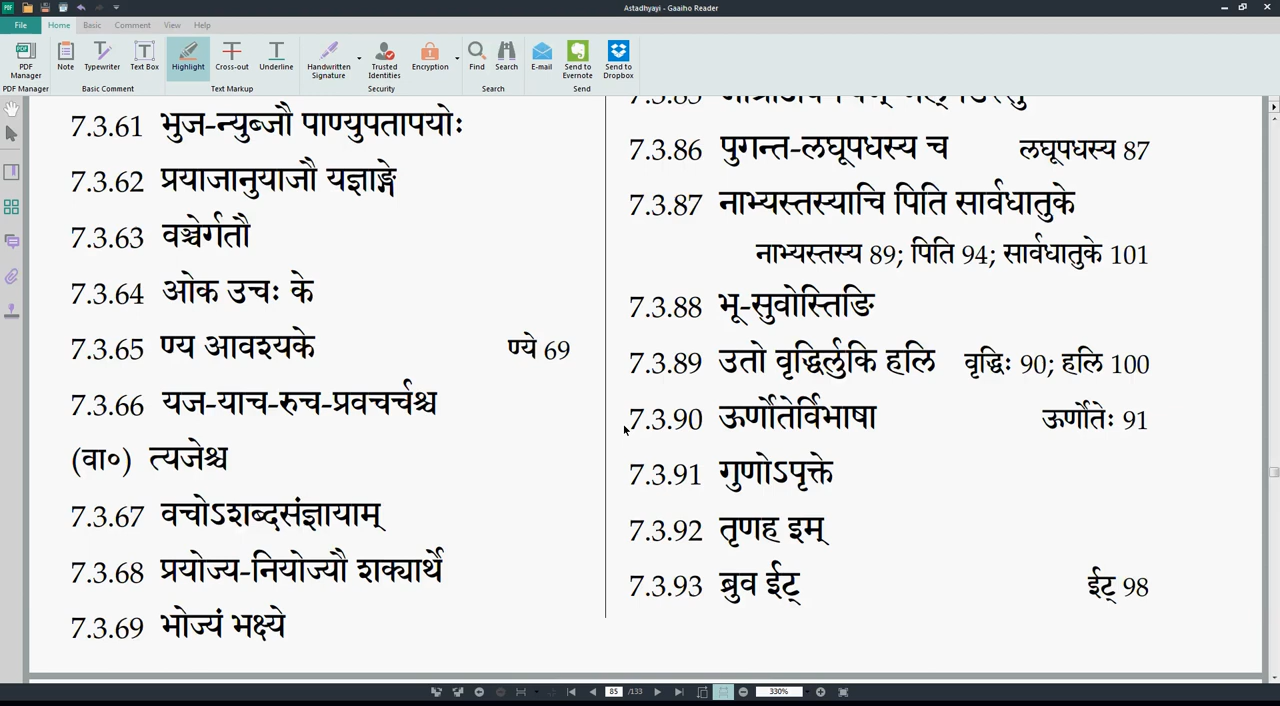 Astadhyayi - Gaaiho Reader
File Home Basic Comment View Help
PDF Manager Note Typewriter Text Box Highlight Cross-out Underline Handwritten Signature Trusted Identities Encryption Find Search E-mail Send to Evernote Send to Dropbox
PDF Manager Basic Comment Text Markup Security Search Send
7.3.61 भुज-न्युब्जौ पाण्युपतापयोः
7.3.62 प्रयाजानुयाजौ यज्ञाङ्गे
7.3.63 वञ्चेर्गतौ
7.3.64 ओक उचः के
7.3.65 ण्य आवश्यके ण्ये 69
7.3.66 यज-याच-रुच-प्रवचर्चश्च
(वा०) त्यजेश्च
7.3.67 वचोऽशब्दसंज्ञायाम्
7.3.68 प्रयोज्य-नियोज्यौ शक्यार्थे
7.3.69 भोज्यं भक्ष्ये
7.3.86 पुगन्त-लघूपधस्य च लघूपधस्य 87
7.3.87 नाभ्यस्तस्याचि पिति सार्वधातुके
नाभ्यस्तस्य 89; पिति 94; सार्वधातुके 101
7.3.88 भू-सुवोस्तिङि
7.3.89 उतो वृद्धिर्लुकि हलि वृद्धिः 90; हलि 100
7.3.90 ऊर्णोतेर्विभाषा ऊर्णोतेः 91
7.3.91 गुणोऽपृक्ते
7.3.92 तृणह इम्
7.3.93 ब्रुव ईट् ईट् 98
85 /133 330%